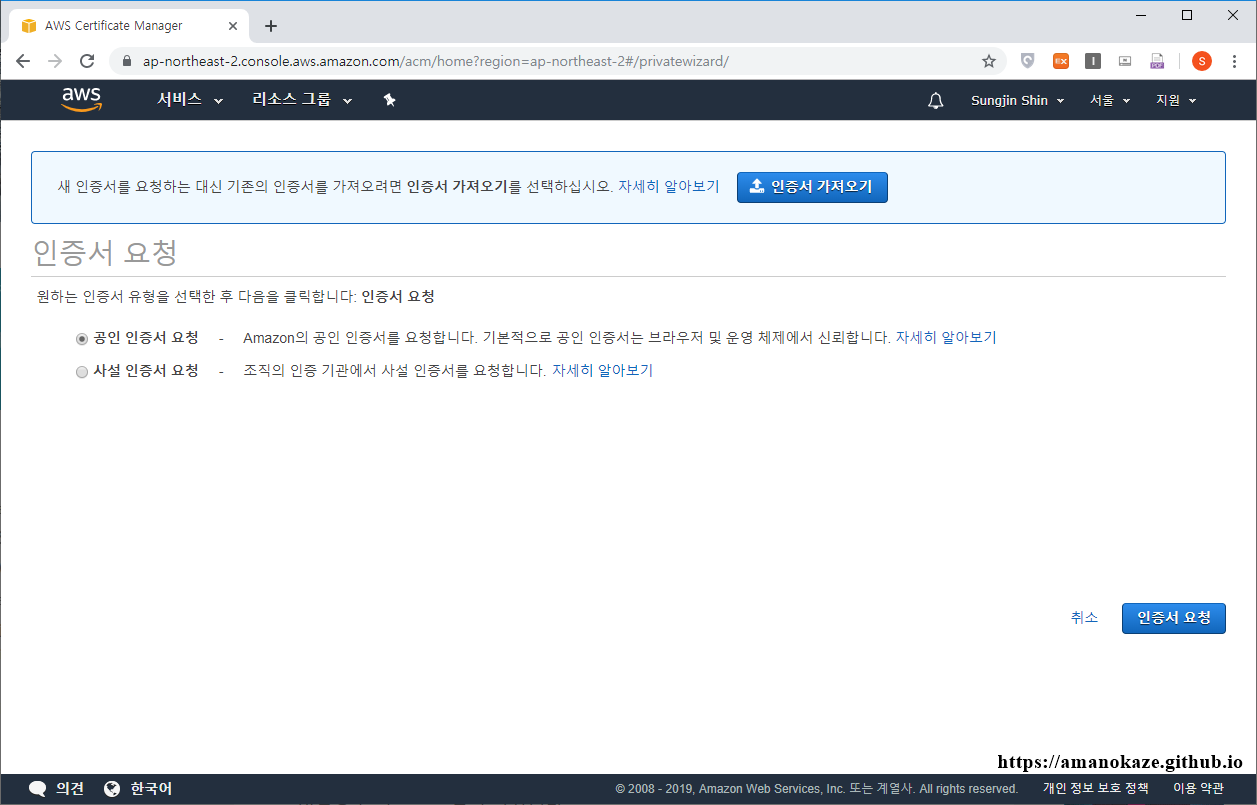 AWS Certificate Manager
ap-northeast-2.console.aws.amazon.com/acm/home?region=ap-northeast-2#/privatewizard/
EX
I
PDF
S
aws 서비스 리소스 그룹 Sungjin Shin 서울 지원
새 인증서를 요청하는 대신 기존의 인증서를 가져오려면 인증서 가져오기를 선택하십시오. 자세히 알아보기 인증서 가져오기
인증서 요청
원하는 인증서 유형을 선택한 후 다음을 클릭합니다: 인증서 요청
공인 인증서 요청 - Amazon의 공인 인증서를 요청합니다. 기본적으로 공인 인증서는 브라우저 및 운영 체제에서 신뢰합니다. 자세히 알아보기
사설 인증서 요청 - 조직의 인증 기관에서 사설 인증서를 요청합니다. 자세히 알아보기
취소 인증서 요청
https://amanokaze.github.io
의견 한국어 © 2008 - 2019, Amazon Web Services, Inc. 또는 계열사. All rights reserved. 개인 정보 보호 정책 이용 약관